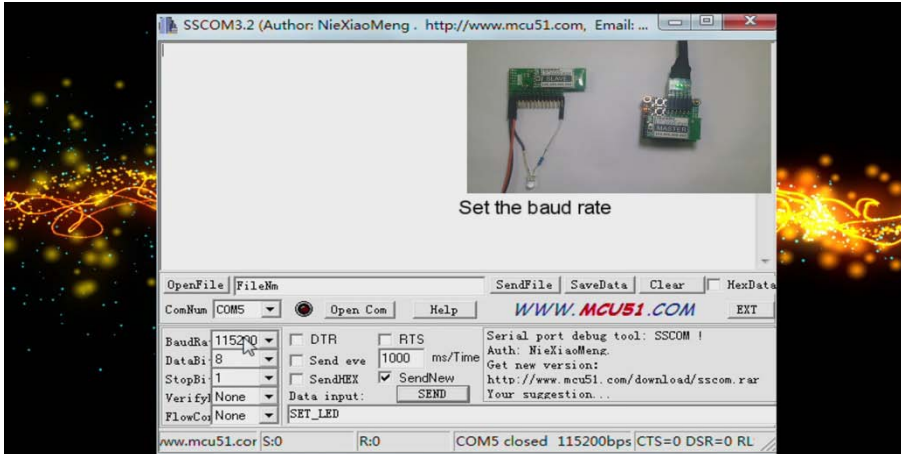 SSCOM3.2 (Author: NieXiaoMeng . http://www.mcu51.com, Email: ...
SLAVE
MASTER
Set the baud rate
OpenFile FileNm SendFile SaveData Clear HexData
ComNum COM5 Open Com Help WWW.MCU51.COM EXT
BaudRa 115200 DTR RTS
DataBi 8 Send eve 1000 ms/Time
StopBi 1 SendHEX SendNew
Verify None Data input: SEND
FlowCo None SET_LED
Serial port debug tool: SSCOM !
Auth: NieXiaoMeng.
Get new version:
http://www.mcu51.com/download/sscom.rar
Your suggestion...
www.mcu51.cor S:0 R:0 COM5 closed 115200bps CTS=0 DSR=0 RL